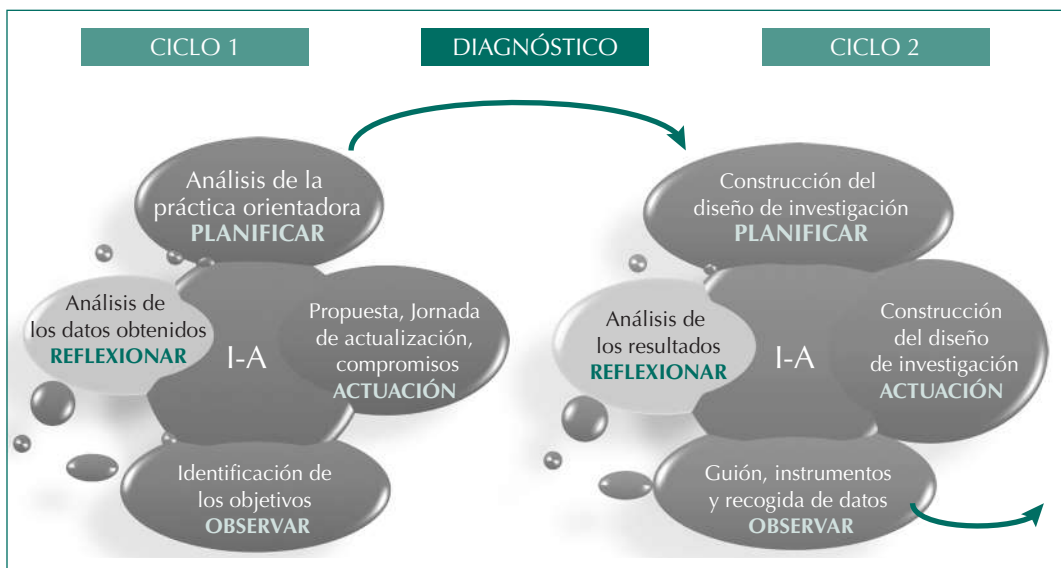 CICLO 1
DIAGNÓSTICO
CICLO 2
Análisis de la
práctica orientadora
PLANIFICAR
Análisis de
los datos obtenidos
REFLEXIONAR
I-A
Propuesta, Jornada
de actualización,
compromisos
ACTUACIÓN
Identificación de
los objetivos
OBSERVAR
Construcción del
diseño de investigación
PLANIFICAR
Análisis de
los resultados
REFLEXIONAR
I-A
Construcción
del diseño
de investigación
ACTUACIÓN
Guión, instrumentos
y recogida de datos
OBSERVAR